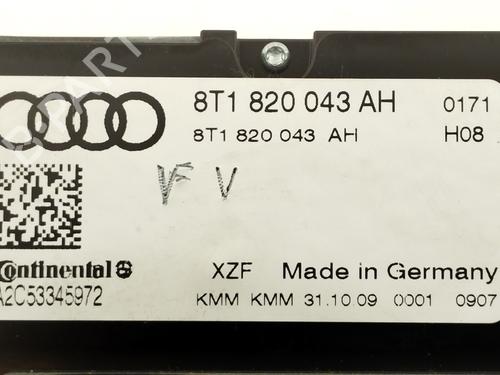 8T1 820 043 AH 0171
8T1 820 043 AH H08
VF V
Continental
A2C53345972
XZF Made in Germany
KMM KMM 31.10.09 0001 0907